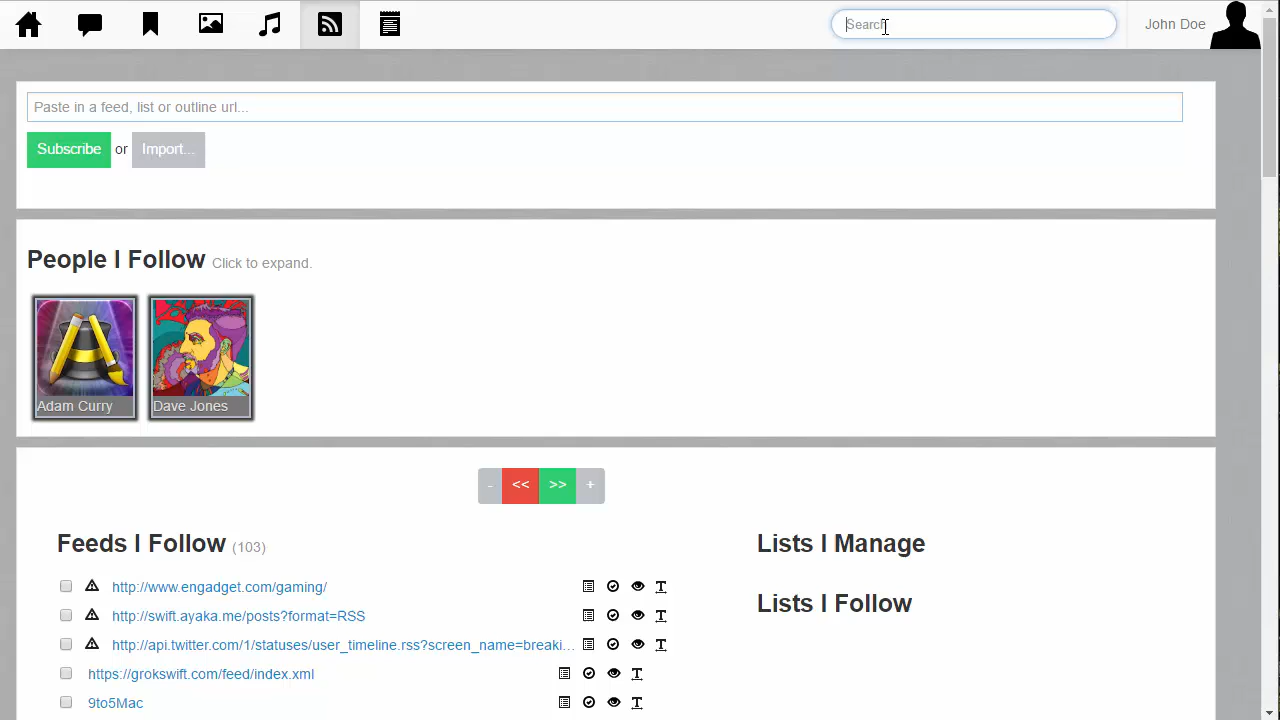 Search
John Doe
Paste in a feed, list or outline url...
Subscribe or Import...
People I Follow Click to expand.
Adam Curry
Dave Jones
- << >> +
Feeds I Follow (103)
http://www.engadget.com/gaming/
http://swift.ayaka.me/posts?format=RSS
http://api.twitter.com/1/statuses/user_timeline.rss?screen_name=breaki...
https://grokswift.com/feed/index.xml
9to5Mac
Lists I Manage
Lists I Follow